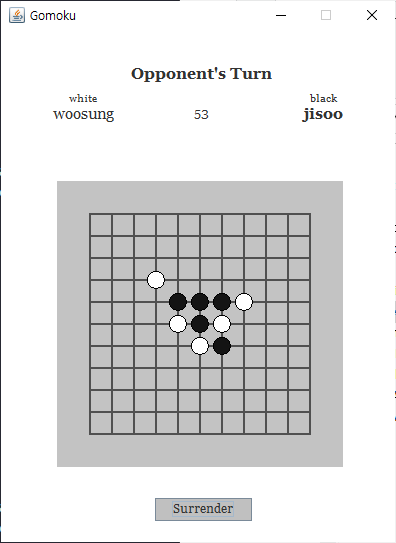 Gomoku
Opponent's Turn
white
black
woosung
53
jisoo
Surrender